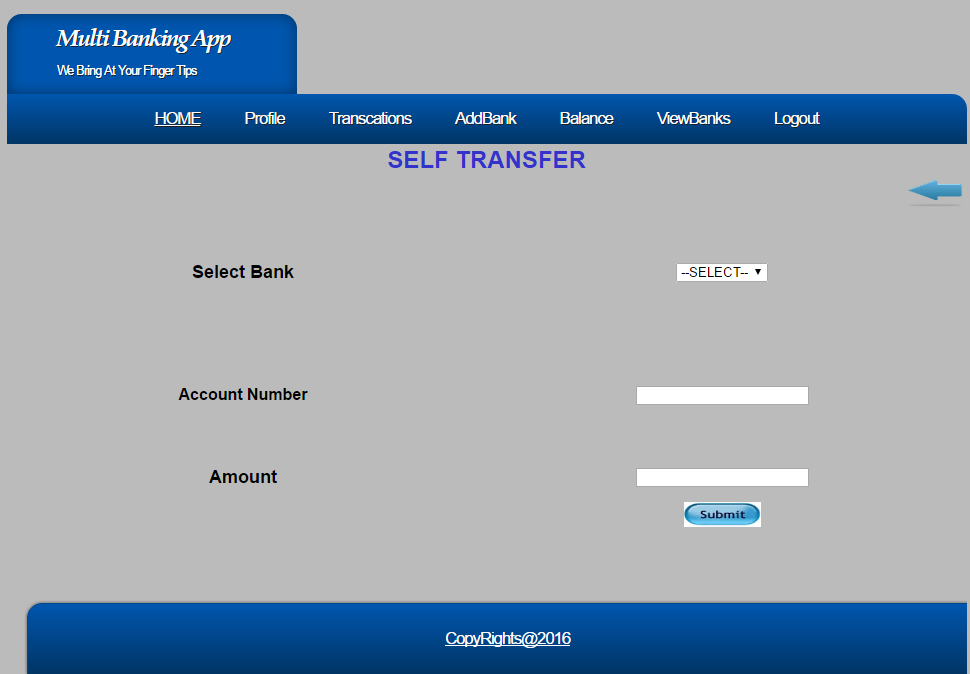 Multi Banking App
We Bring At Your Finger Tips
HOME Profile Transcations AddBank Balance ViewBanks Logout
SELF TRANSFER
Select Bank --SELECT--
Account Number
Amount
Submit
CopyRights@2016